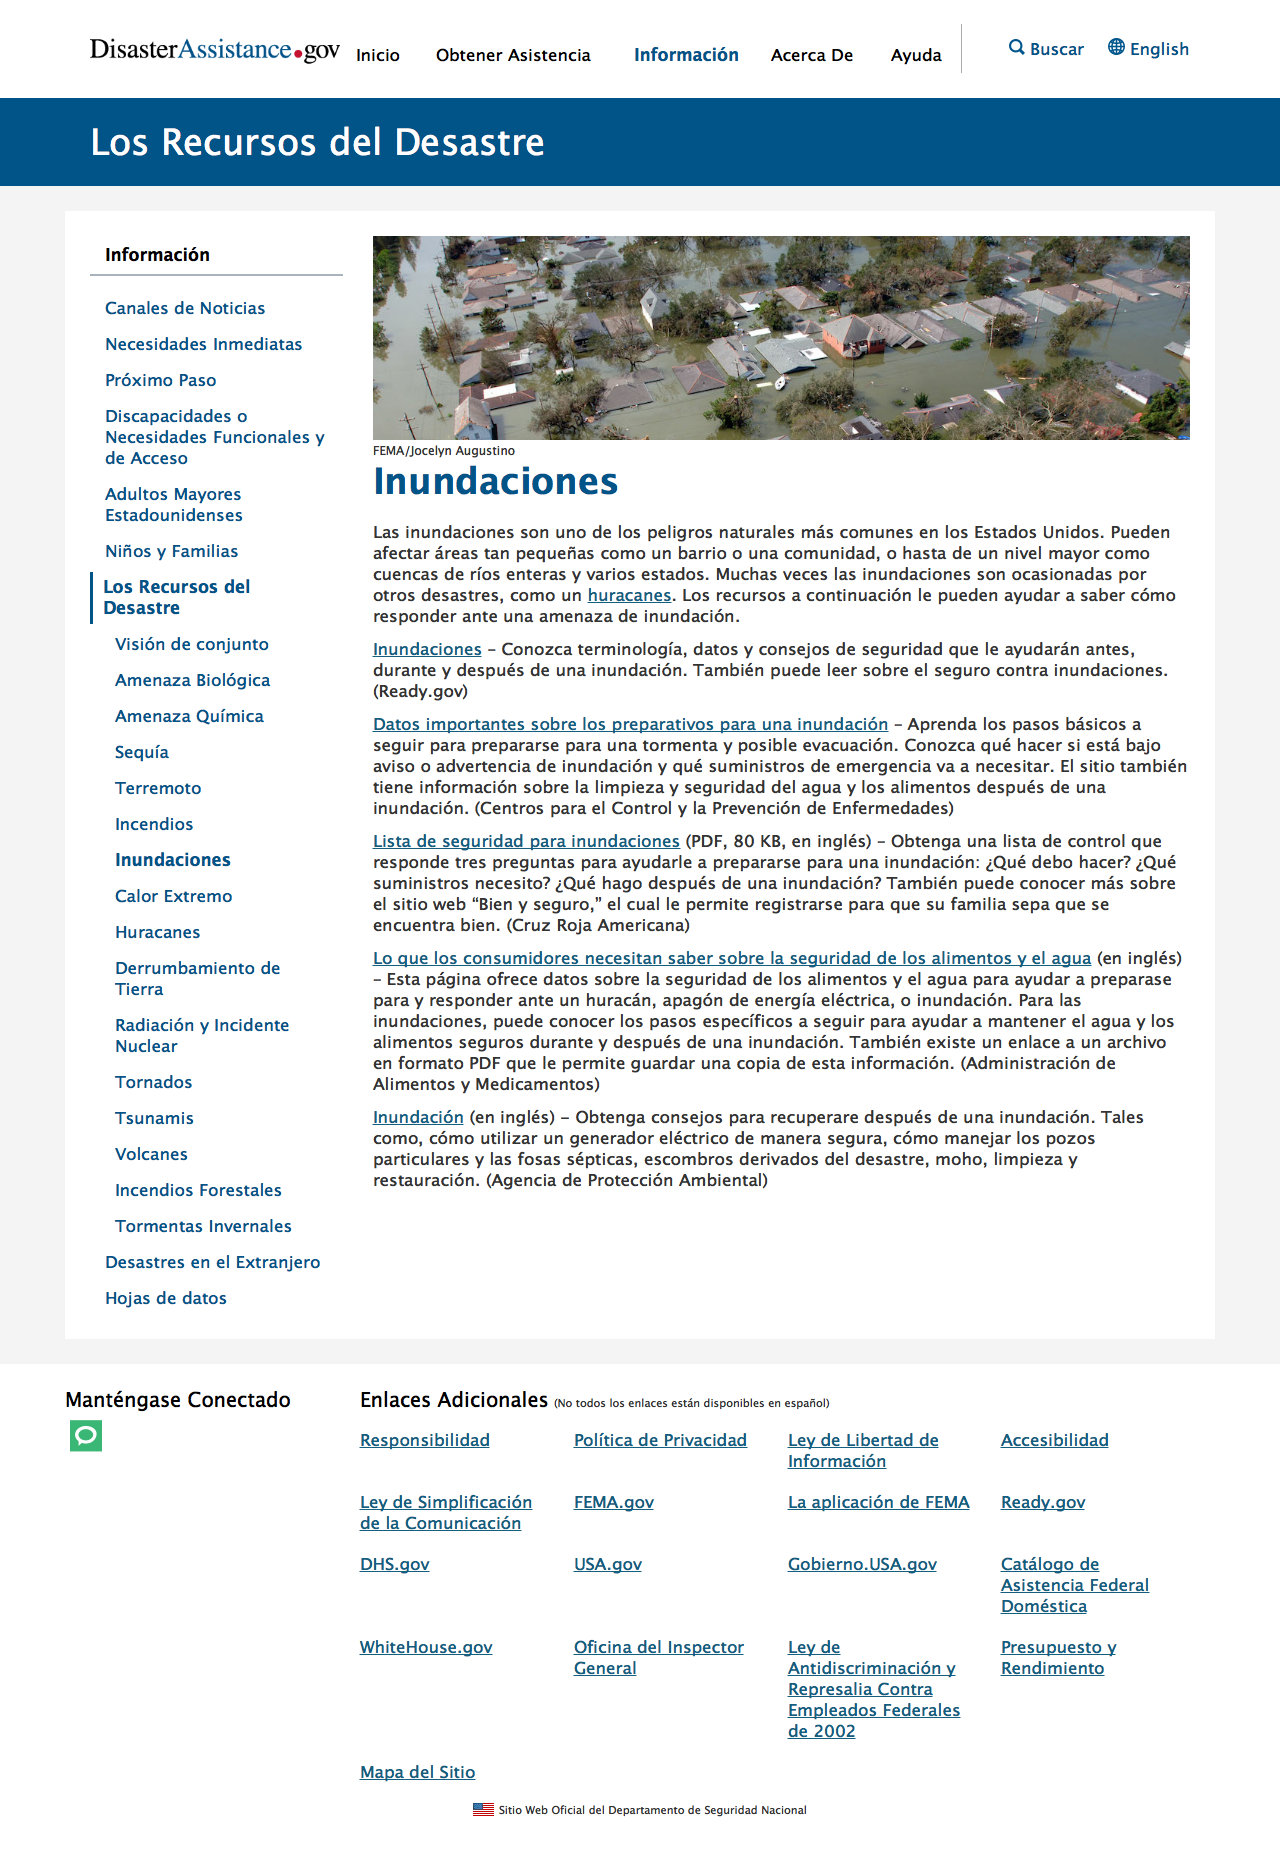 DisasterAssistance.gov
Inicio
Obtener Asistencia
Información
Acerca De
Ayuda
Buscar
English
Los Recursos del Desastre
Información
Canales de Noticias
Necesidades Inmediatas
Próximo Paso
Discapacidades o
Necesidades Funcionales y
de Acceso
Adultos Mayores
Estadounidenses
Niños y Familias
Los Recursos del
Desastre
Visión de conjunto
Amenaza Biológica
Amenaza Química
Sequía
Terremoto
Incendios
Inundaciones
Calor Extremo
Huracanes
Derrumbamiento de
Tierra
Radiación y Incidente
Nuclear
Tornados
Tsunamis
Volcanes
Incendios Forestales
Tormentas Invernales
Desastres en el Extranjero
Hojas de datos
FEMA/Jocelyn Augustino
Inundaciones
Las inundaciones son uno de los peligros naturales más comunes en los Estados Unidos. Pueden
afectar áreas tan pequeñas como un barrio o una comunidad, o hasta de un nivel mayor como
cuencas de ríos enteras y varios estados. Muchas veces las inundaciones son ocasionadas por
otros desastres, como un huracanes. Los recursos a continuación le pueden ayudar a saber cómo
responder ante una amenaza de inundación.
Inundaciones – Conozca terminología, datos y consejos de seguridad que le ayudarán antes,
durante y después de una inundación. También puede leer sobre el seguro contra inundaciones.
(Ready.gov)
Datos importantes sobre los preparativos para una inundación – Aprenda los pasos básicos a
seguir para prepararse para una tormenta y posible evacuación. Conozca qué hacer si está bajo
aviso o advertencia de inundación y qué suministros de emergencia va a necesitar. El sitio también
tiene información sobre la limpieza y seguridad del agua y los alimentos después de una
inundación. (Centros para el Control y la Prevención de Enfermedades)
Lista de seguridad para inundaciones (PDF, 80 KB, en inglés) – Obtenga una lista de control que
responde tres preguntas para ayudarle a prepararse para una inundación: ¿Qué debo hacer? ¿Qué
suministros necesito? ¿Qué hago después de una inundación? También puede conocer más sobre
el sitio web “Bien y seguro,” el cual le permite registrarse para que su familia sepa que se
encuentra bien. (Cruz Roja Americana)
Lo que los consumidores necesitan saber sobre la seguridad de los alimentos y el agua (en inglés)
– Esta página ofrece datos sobre la seguridad de los alimentos y el agua para ayudar a preparase
para y responder ante un huracán, apagón de energía eléctrica, o inundación. Para las
inundaciones, puede conocer los pasos específicos a seguir para ayudar a mantener el agua y los
alimentos seguros durante y después de una inundación. También existe un enlace a un archivo
en formato PDF que le permite guardar una copia de esta información. (Administración de
Alimentos y Medicamentos)
Inundación (en inglés) – Obtenga consejos para recuperare después de una inundación. Tales
como, cómo utilizar un generador eléctrico de manera segura, cómo manejar los pozos
particulares y las fosas sépticas, escombros derivados del desastre, moho, limpieza y
restauración. (Agencia de Protección Ambiental)
Manténgase Conectado
Enlaces Adicionales (No todos los enlaces están disponibles en español)
Responsibilidad
Política de Privacidad
Ley de Libertad de
Información
Accesibilidad
Ley de Simplificación
de la Comunicación
FEMA.gov
La aplicación de FEMA
Ready.gov
DHS.gov
USA.gov
Gobierno.USA.gov
Catálogo de
Asistencia Federal
Doméstica
WhiteHouse.gov
Oficina del Inspector
General
Ley de
Antidiscriminación y
Represalia Contra
Empleados Federales
de 2002
Presupuesto y
Rendimiento
Mapa del Sitio
Sitio Web Oficial del Departamento de Seguridad Nacional